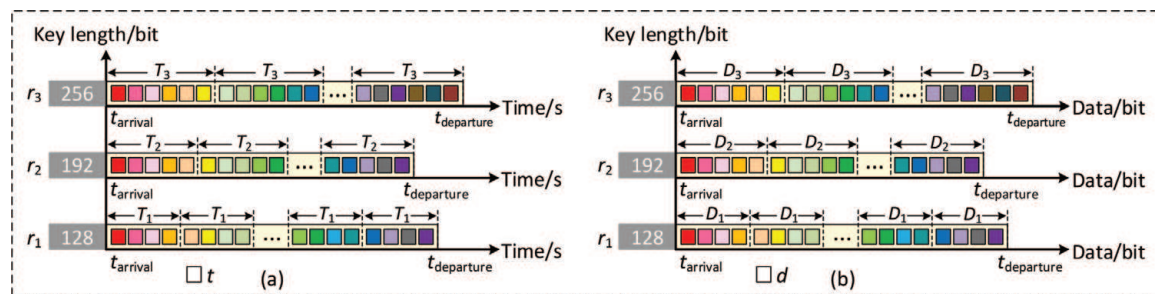 Key length/bit
r3 256
T3 T3 ... T3
Time/s
tarrival tdeparture
r2 192
T2 T2 ... T2
Time/s
tarrival tdeparture
r1 128
T1 T1 ... T1 T1
Time/s
tarrival tdeparture
t (a)
Key length/bit
r3 256
D3 D3 ... D3
Data/bit
tarrival tdeparture
r2 192
D2 D2 ... D2
Data/bit
tarrival tdeparture
r1 128
D1 D1 ... D1 D1
Data/bit
tarrival tdeparture
d (b)